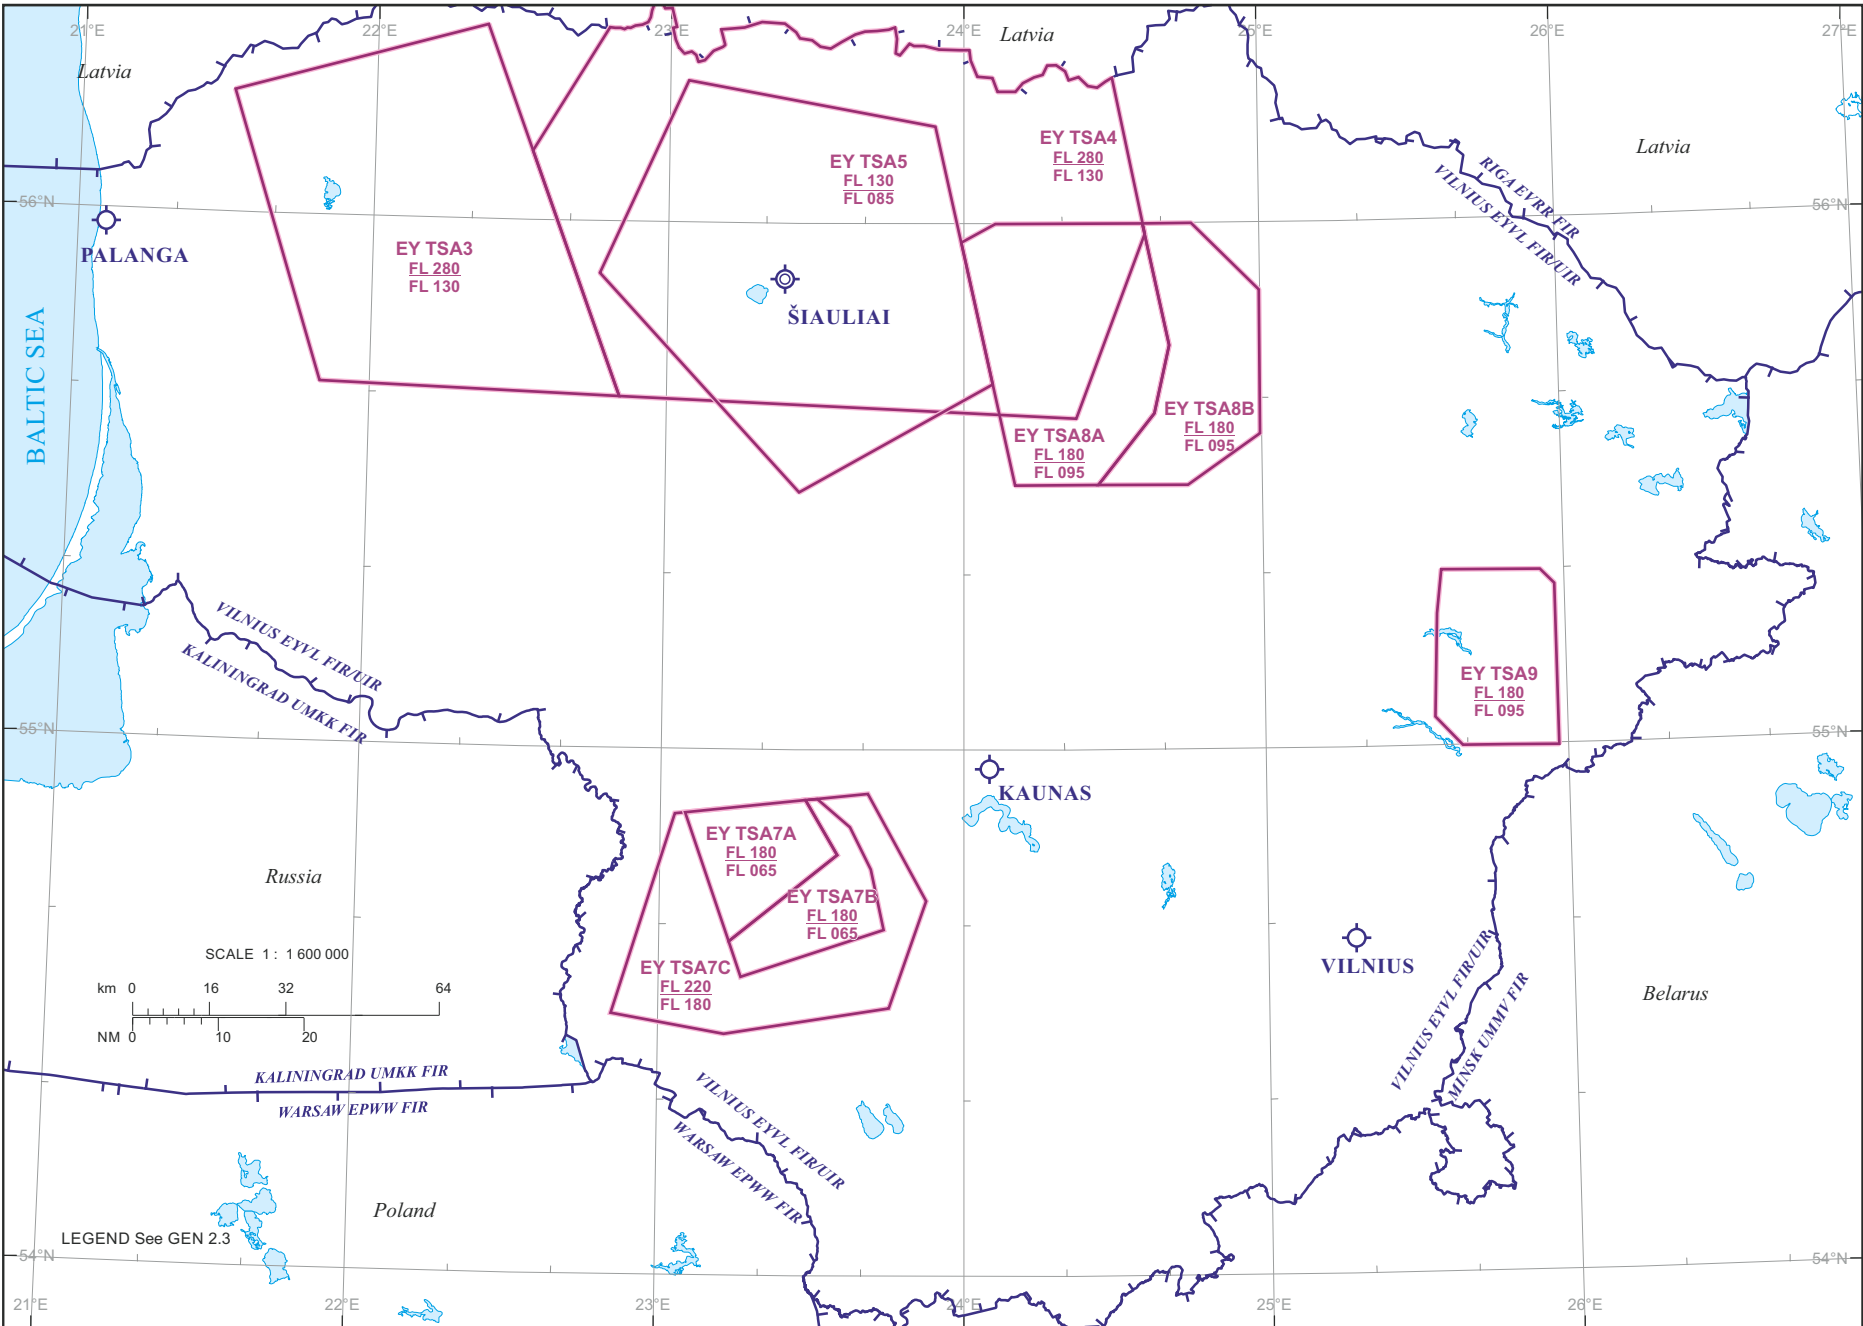 21°E
22°E
23°E
24°E
25°E
26°E
27°E
Latvia
Latvia
Latvia
EY TSA4
FL 280
FL 130
EY TSA5
FL 130
FL 085
RIGA EVRR FIR
VILNIUS EYVL FIR/UIR
56°N
56°N
PALANGA
EY TSA3
FL 280
FL 130
ŠIAULIAI
BALTIC SEA
EY TSA8B
FL 180
FL 095
EY TSA8A
FL 180
FL 095
VILNIUS EYVL FIR/UIR
KALININGRAD UMKK FIR
EY TSA9
FL 180
FL 095
55°N
55°N
KAUNAS
EY TSA7A
FL 180
FL 065
EY TSA7B
FL 180
FL 065
Russia
SCALE 1 : 1 600 000
km 0 16 32 64
NM 0 10 20
EY TSA7C
FL 220
FL 180
VILNIUS
Belarus
VILNIUS EYVL FIR/UIR
MINSK UMMV FIR
KALININGRAD UMKK FIR
WARSAW EPWW FIR
VILNIUS EYVL FIR/UIR
WARSAW EPWW FIR
Poland
LEGEND See GEN 2.3
54°N
54°N
21°E
22°E
23°E
24°E
25°E
26°E